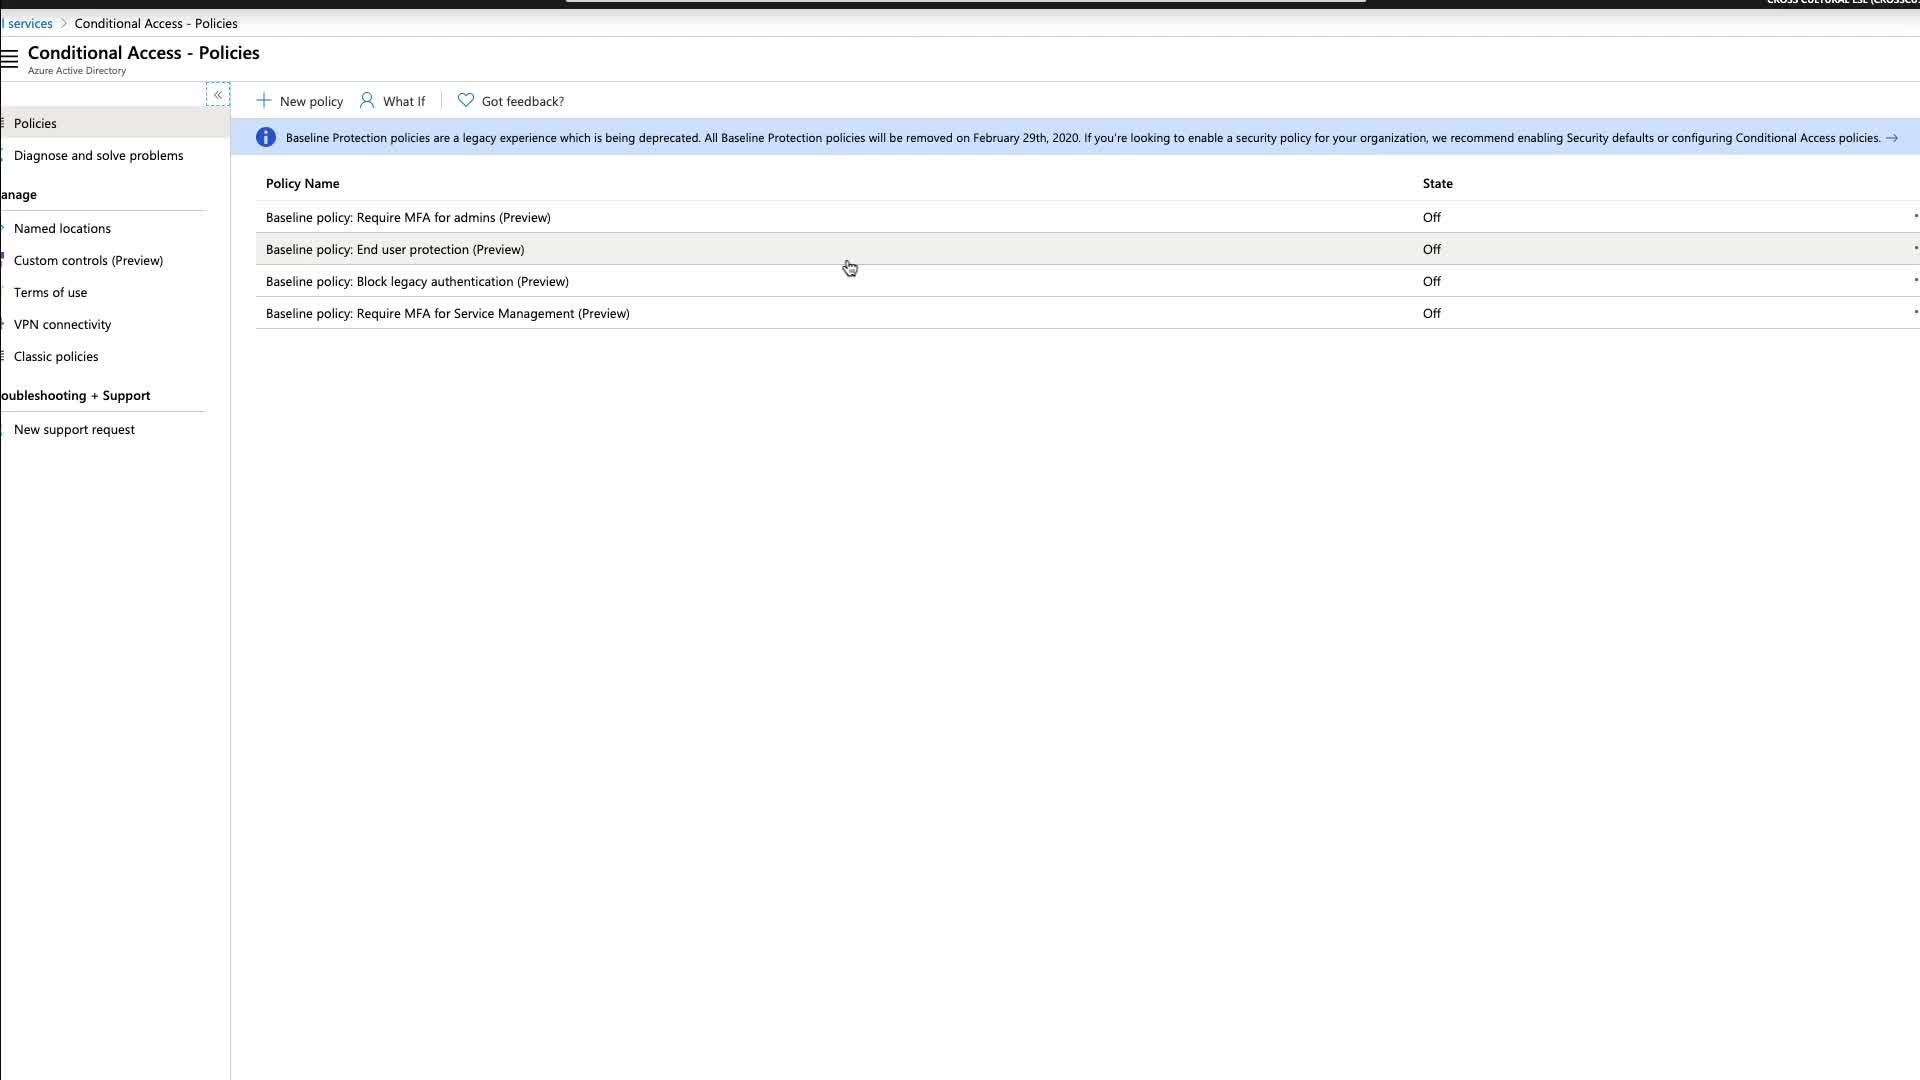 l services > Conditional Access - Policies
Conditional Access - Policies
Azure Active Directory
«
New policy What If Got feedback?
Policies
Diagnose and solve problems
anage
Named locations
Custom controls (Preview)
Terms of use
VPN connectivity
Classic policies
oubleshooting + Support
New support request
Baseline Protection policies are a legacy experience which is being deprecated. All Baseline Protection policies will be removed on February 29th, 2020. If you're looking to enable a security policy for your organization, we recommend enabling Security defaults or configuring Conditional Access policies. →
Policy Name State
Baseline policy: Require MFA for admins (Preview) Off
Baseline policy: End user protection (Preview) Off
Baseline policy: Block legacy authentication (Preview) Off
Baseline policy: Require MFA for Service Management (Preview) Off